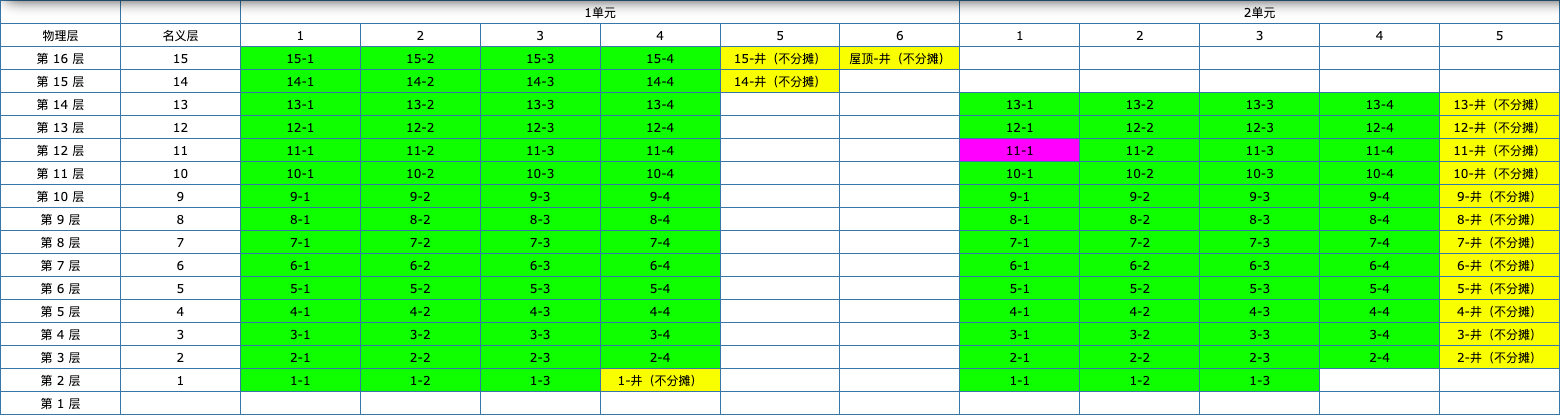 1单元 2单元
物理层 名义层 1 2 3 4 5 6 1 2 3 4 5
第 16 层 15 15-1 15-2 15-3 15-4 15-井（不分摊） 屋顶-井（不分摊）
第 15 层 14 14-1 14-2 14-3 14-4 14-井（不分摊）
第 14 层 13 13-1 13-2 13-3 13-4 13-1 13-2 13-3 13-4 13-井（不分摊）
第 13 层 12 12-1 12-2 12-3 12-4 12-1 12-2 12-3 12-4 12-井（不分摊）
第 12 层 11 11-1 11-2 11-3 11-4 11-1 11-2 11-3 11-4 11-井（不分摊）
第 11 层 10 10-1 10-2 10-3 10-4 10-1 10-2 10-3 10-4 10-井（不分摊）
第 10 层 9 9-1 9-2 9-3 9-4 9-1 9-2 9-3 9-4 9-井（不分摊）
第 9 层 8 8-1 8-2 8-3 8-4 8-1 8-2 8-3 8-4 8-井（不分摊）
第 8 层 7 7-1 7-2 7-3 7-4 7-1 7-2 7-3 7-4 7-井（不分摊）
第 7 层 6 6-1 6-2 6-3 6-4 6-1 6-2 6-3 6-4 6-井（不分摊）
第 6 层 5 5-1 5-2 5-3 5-4 5-1 5-2 5-3 5-4 5-井（不分摊）
第 5 层 4 4-1 4-2 4-3 4-4 4-1 4-2 4-3 4-4 4-井（不分摊）
第 4 层 3 3-1 3-2 3-3 3-4 3-1 3-2 3-3 3-4 3-井（不分摊）
第 3 层 2 2-1 2-2 2-3 2-4 2-1 2-2 2-3 2-4 2-井（不分摊）
第 2 层 1 1-1 1-2 1-3 1-井（不分摊） 1-1 1-2 1-3
第 1 层